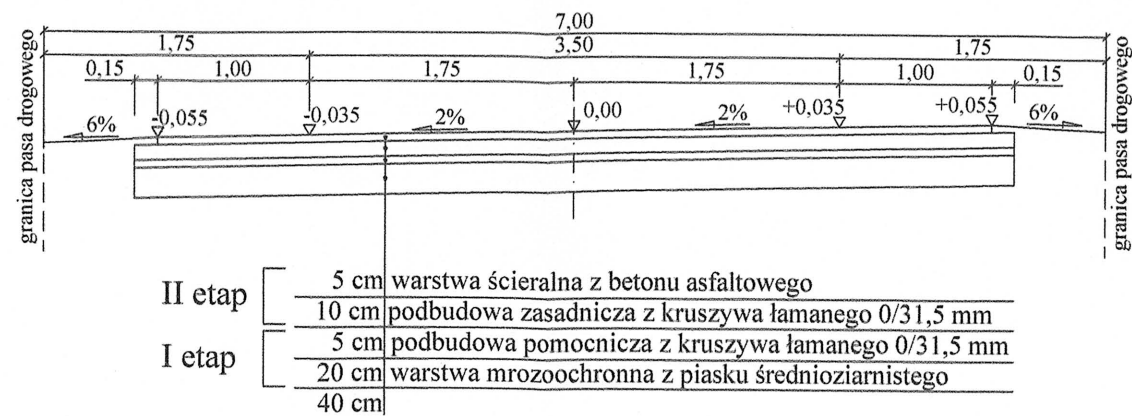 7,00
1,75 3,50 1,75
0,15 1,00 1,75 1,75 1,00 0,15
6% -0,055 -0,035 2% 0,00 2% +0,035 +0,055 6%
granica pasa drogowego
granica pasa drogowego
II etap
5 cm warstwa ścieralna z betonu asfaltowego
10 cm podbudowa zasadnicza z kruszywa łamanego 0/31,5 mm
I etap
5 cm podbudowa pomocnicza z kruszywa łamanego 0/31,5 mm
20 cm warstwa mrozoochronna z piasku średnioziarnistego
40 cm